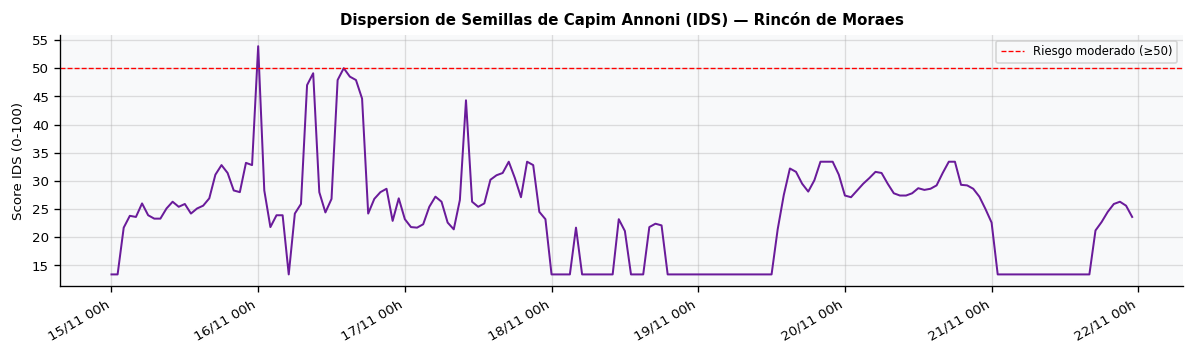 Dispersion de Semillas de Capim Annoni (IDS) — Rincón de Moraes
Riesgo moderado (≥50)
Score IDS (0-100)
55
50
45
40
35
30
25
20
15
15/11 00h
16/11 00h
17/11 00h
18/11 00h
19/11 00h
20/11 00h
21/11 00h
22/11 00h